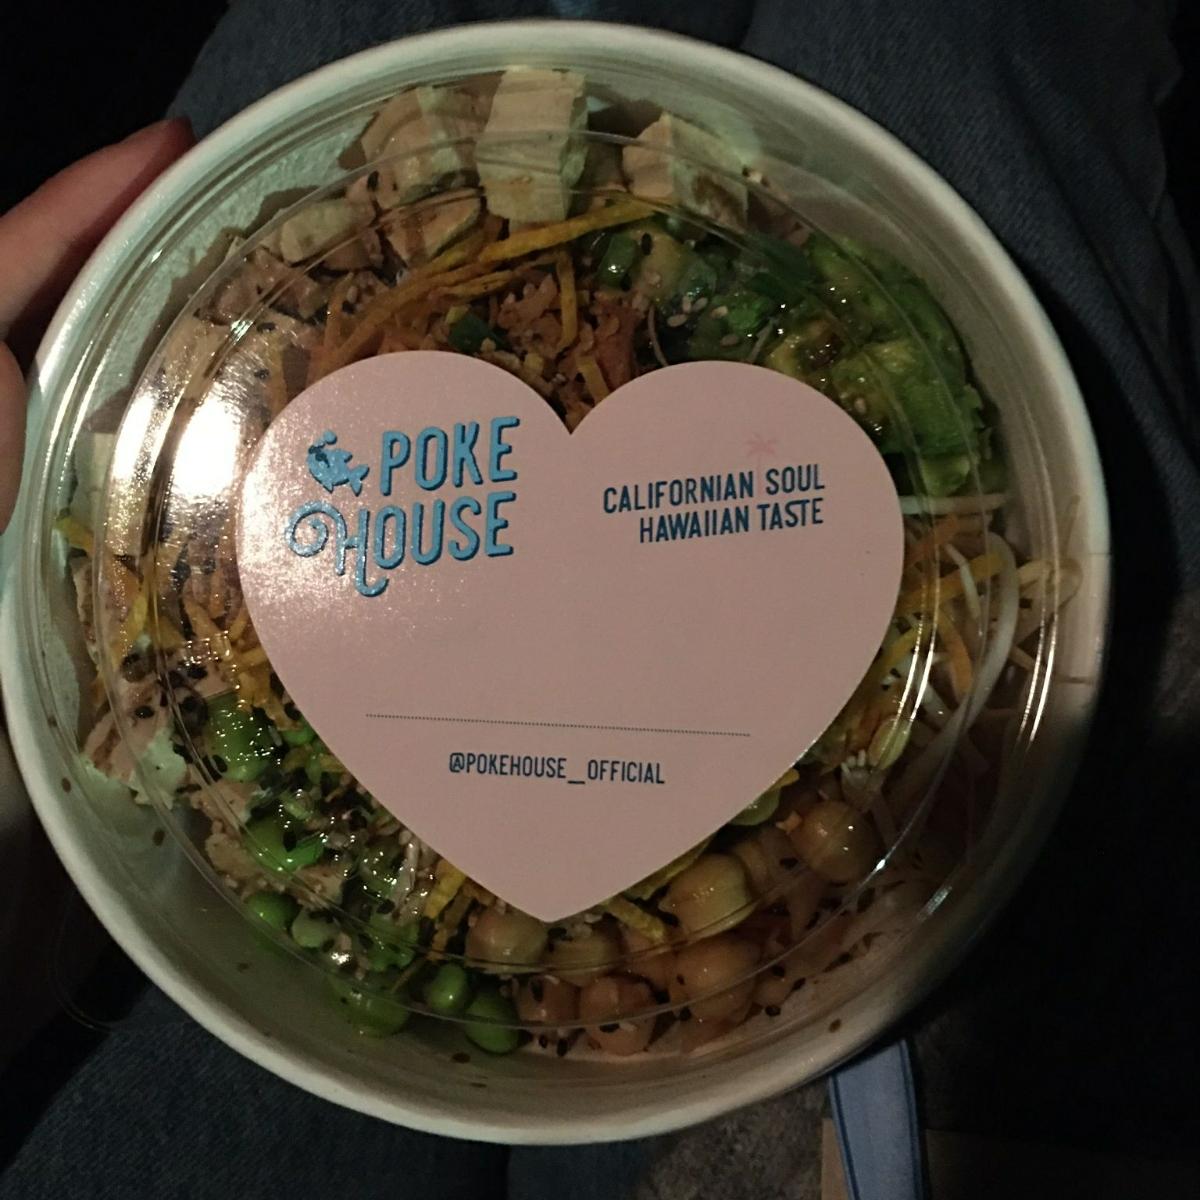 POKE
HOUSE
CALIFORNIAN SOUL
HAWAIIAN TASTE
@POKEHOUSE_OFFICIAL